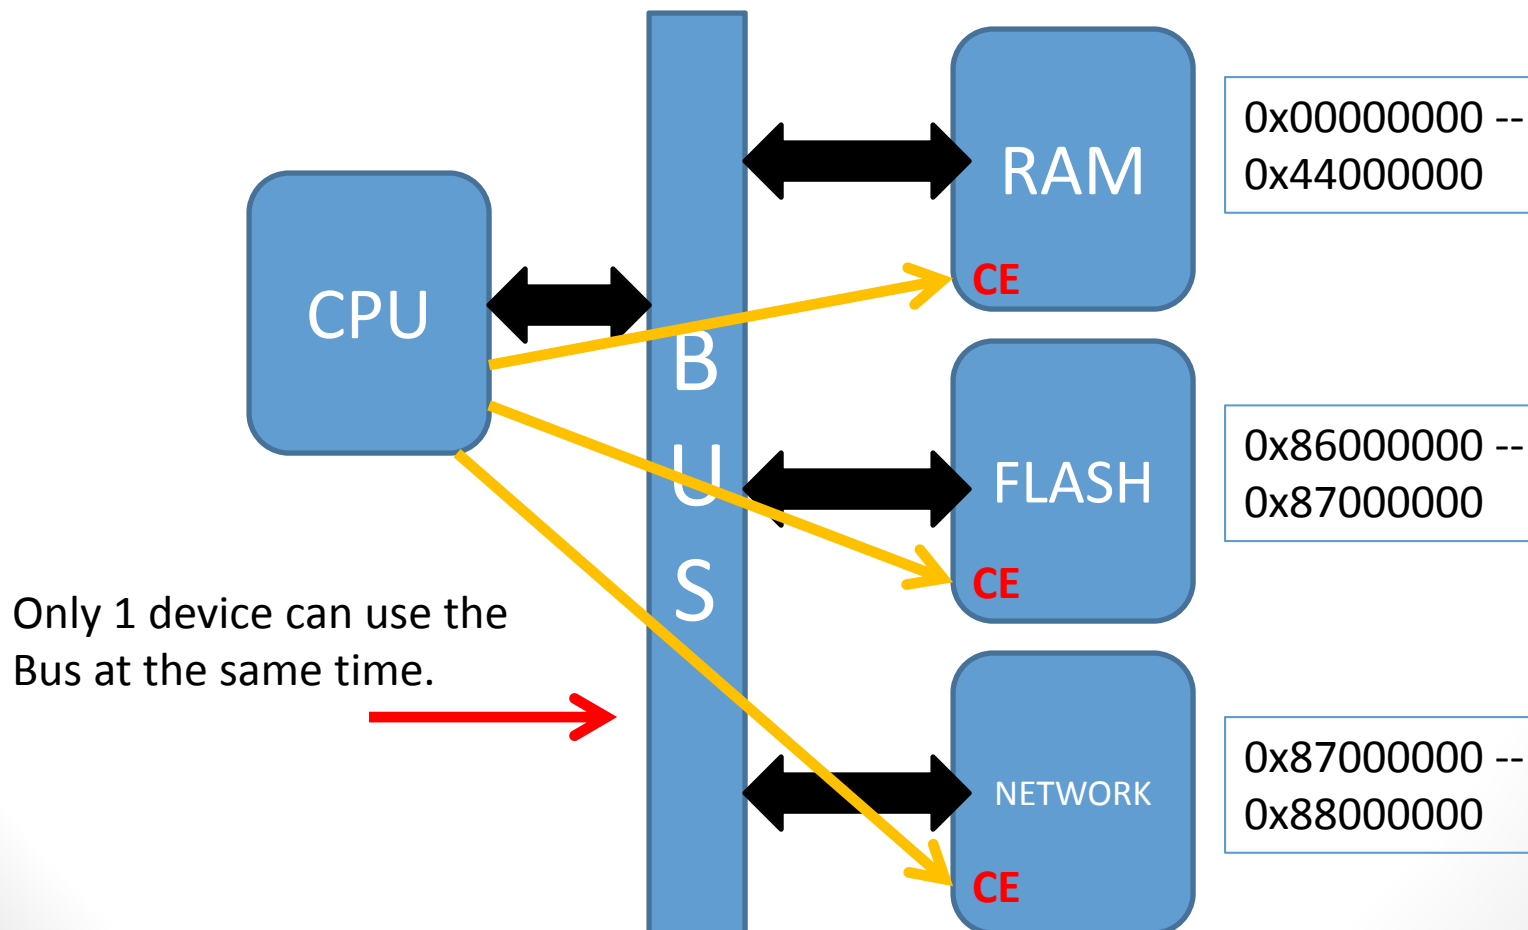 CPU
B
U
S
RAM
CE
0x00000000 --
0x44000000
FLASH
CE
0x86000000 --
0x87000000
NETWORK
CE
0x87000000 --
0x88000000
Only 1 device can use the
Bus at the same time.